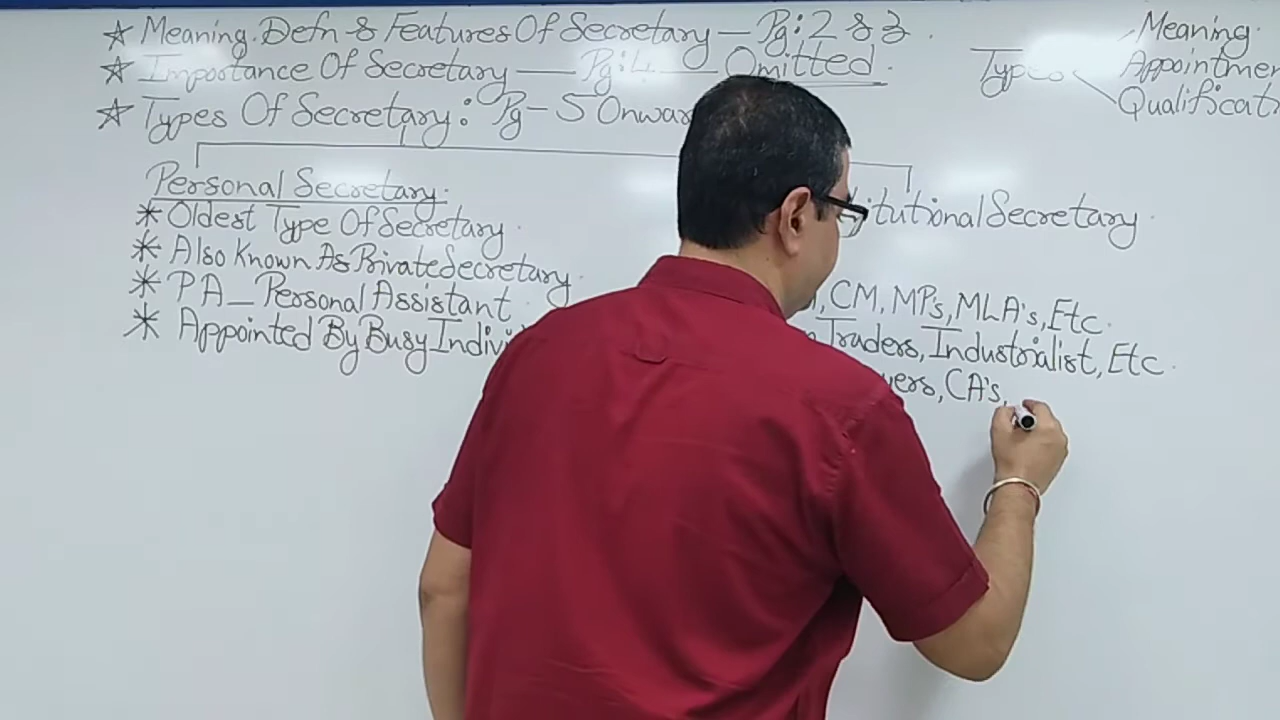 ☆ Meaning. Defn & Features Of Secretary — Pg: 2 & 3.
☆ Importance Of Secretary — Pg: 4 — Omitted.
☆ Types Of Secretary: Pg - 5 Onwar
Types
Meaning
Appointmen
Qualificat
Personal Secretary.
* Oldest Type Of Secretary.
* Also Known As Private Secretary.
* PA - Personal Assistant.
* Appointed By Busy Indivi
itutional Secretary
, CM, MP's, MLA's, Etc.
Traders, Industrialist, Etc.
yers, CA's,